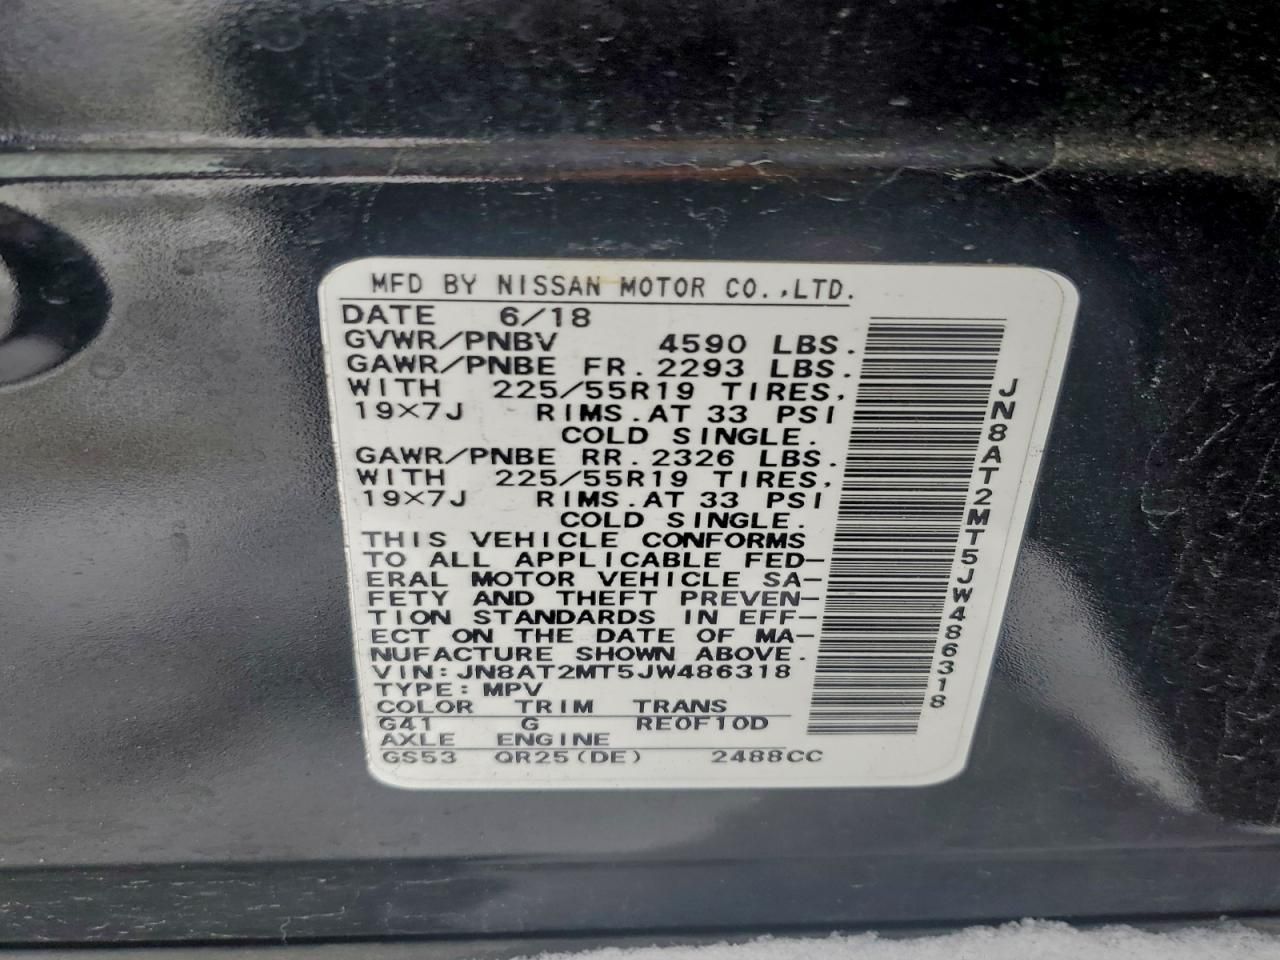 MFD BY NISSAN MOTOR CO.,LTD.
DATE 6/18
GVWR/PNBV 4590 LBS.
GAWR/PNBE FR.2293 LBS.
WITH 225/55R19 TIRES,
19×7J RIMS.AT 33 PSI
COLD SINGLE.
GAWR/PNBE RR.2326 LBS.
WITH 225/55R19 TIRES,
19×7J RIMS.AT 33 PSI
COLD SINGLE.
THIS VEHICLE CONFORMS
TO ALL APPLICABLE FED-
ERAL MOTOR VEHICLE SA-
FETY AND THEFT PREVEN-
TION STANDARDS IN EFF-
ECT ON THE DATE OF MA-
NUFACTURE SHOWN ABOVE.
VIN:JN8AT2MT5JW486318
TYPE:MPV
COLOR TRIM TRANS
G41 G RE0F10D
AXLE ENGINE
GS53 QR25(DE) 2488CC
JN8AT2MT5JW486318